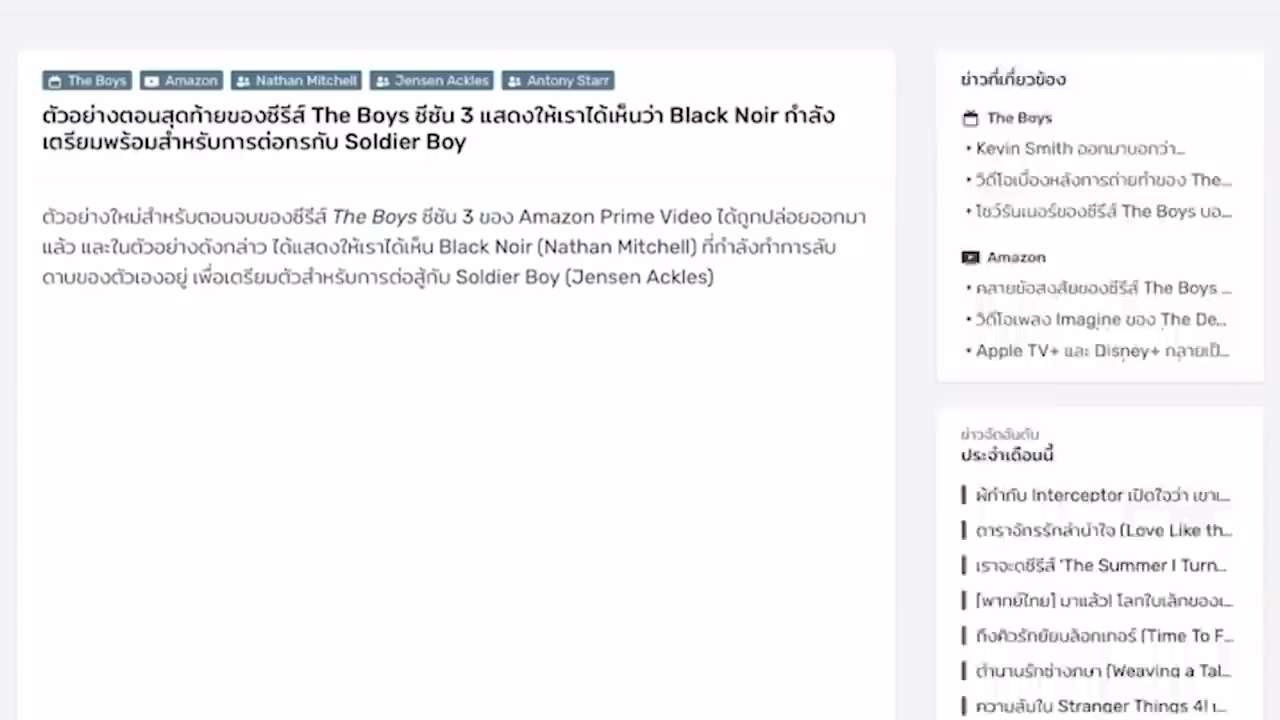 The Boys Amazon Nathan Mitchell Jensen Ackles Antony Starr
ตัวอย่างตอนสุดท้ายของซีรีส์ The Boys ซีซัน 3 แสดงให้เราได้เห็นว่า Black Noir กำลัง
เตรียมพร้อมสำหรับการต่อกรกับ Soldier Boy
ตัวอย่างใหม่สำหรับตอนจบของซีรีส์ The Boys ซีซัน 3 ของ Amazon Prime Video ได้ถูกปล่อยออกมา
แล้ว และในตัวอย่างดังกล่าว ได้แสดงให้เราได้เห็น Black Noir (Nathan Mitchell) ที่กำลังทำการลับ
ดาบของตัวเองอยู่ เพื่อเตรียมตัวสำหรับการต่อสู้กับ Soldier Boy (Jensen Ackles)
ข่าวที่เกี่ยวข้อง
The Boys
• Kevin Smith ออกมาบอกว่า...
• วิดีโอเบื้องหลังการถ่ายทำของ The...
• โชว์รันเนอร์ของซีรีส์ The Boys บอ...
Amazon
• คลายข้อสงสัยของซีรีส์ The Boys ...
• วิดีโอเพลง Imagine ของ The De...
• Apple TV+ และ Disney+ กลายเป็...
ข่าวจัดอันดับ
ประจำเดือนนี้
ผู้กำกับ Interceptor เปิดใจว่า เขาเ...
ดาราจักรรักลำนำใจ (Love Like th...
เราจะดูซีรีส์ 'The Summer I Turn...
[พากย์ไทย] มาแล้ว! โลกใบเล็กของเ...
ถึงคิวรักยัยบล็อกเกอร์ (Time To F...
ตำนานรักช่างภูษา (Weaving a Tal...
ความลับใน Stranger Things 4! เ...